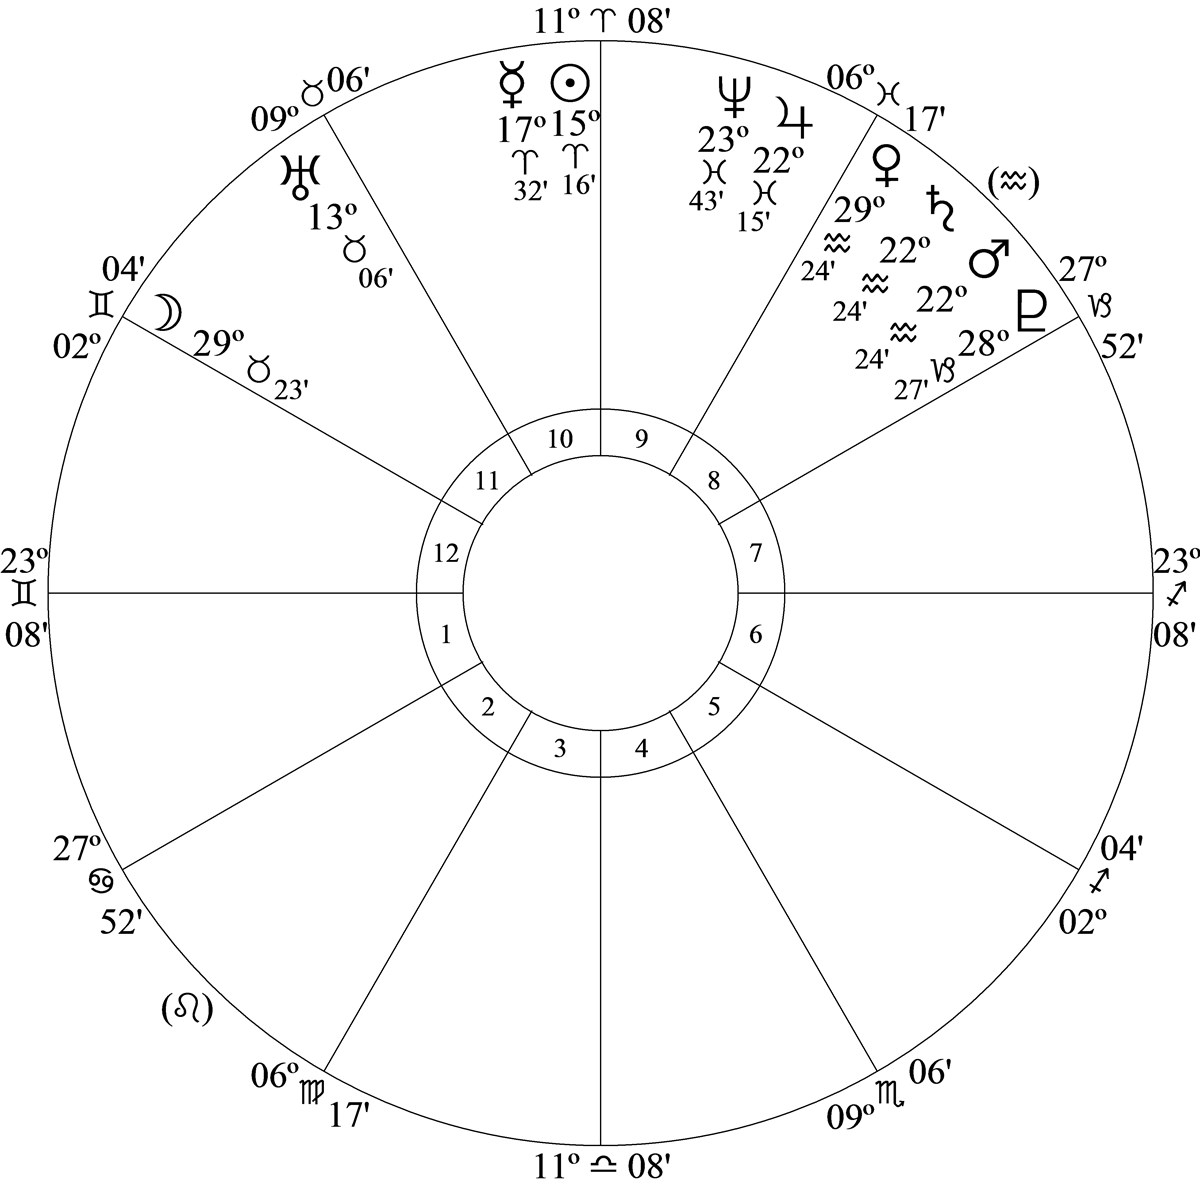 11º ♈ 08'
09º ♉ 06'
06º ♓ 17'
☿ 17º ♈ 32'
☉ 15º ♈ 16'
♆ 23º ♓ 43'
♃ 22º ♓ 15'
♀ 29º ♒ 24'
(♒)
♄ 22º ♒ 24'
♂ 22º ♒ 24'
♇ 28º ♑ 27'
27º ♑ 52'
♅ 13º ♉ 06'
04' ♊ 02º
☽ 29º ♉ 23'
10
9
11
8
12
7
23º ♊ 08'
23º ♐ 08'
1
6
2
5
3
4
27º ♋ 52'
04' ♐ 02º
(♌)
06º ♍ 17'
09º ♏ 06'
11º ♎ 08'